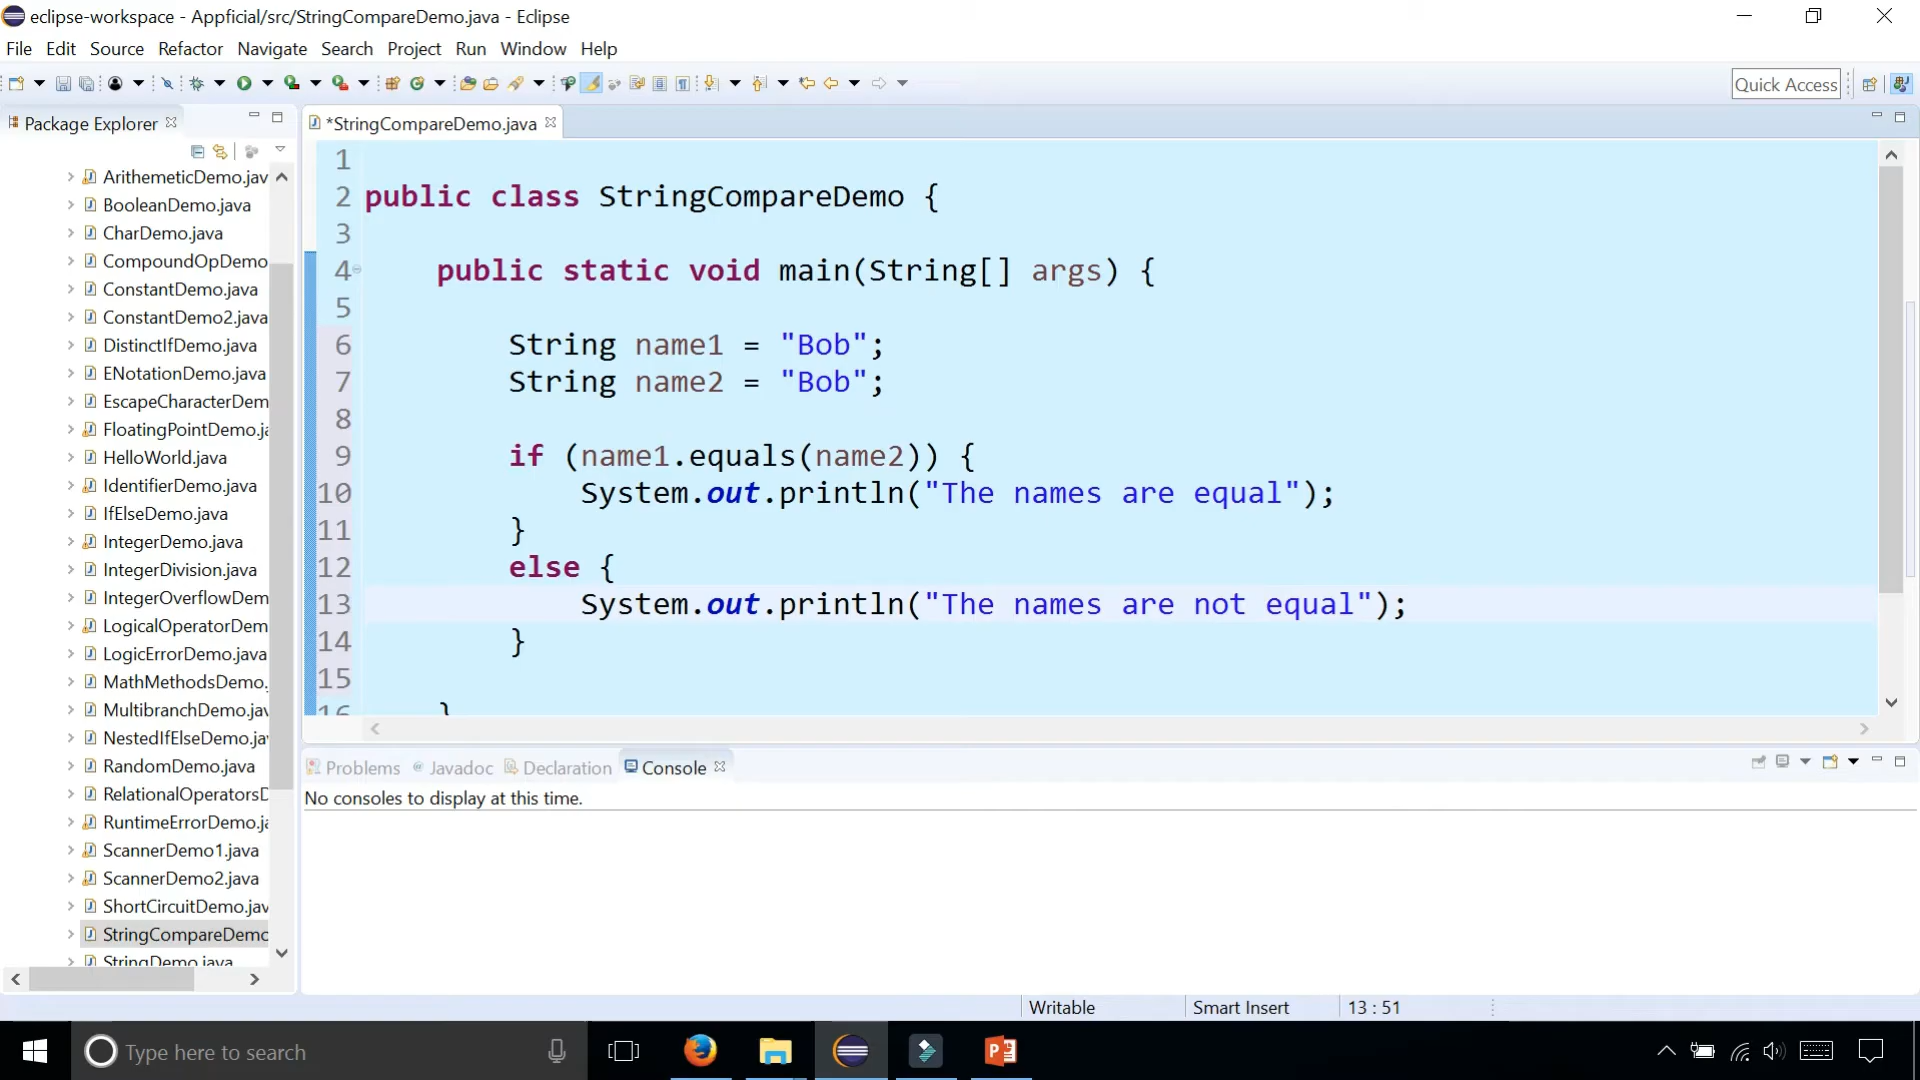 eclipse-workspace - Appficial/src/StringCompareDemo.java - Eclipse
File Edit Source Refactor Navigate Search Project Run Window Help
Quick Access
Package Explorer
ArithemeticDemo.jav
BooleanDemo.java
CharDemo.java
CompoundOpDemo
ConstantDemo.java
ConstantDemo2.java
DistinctIfDemo.java
ENotationDemo.java
EscapeCharacterDem
FloatingPointDemo.ja
HelloWorld.java
IdentifierDemo.java
IfElseDemo.java
IntegerDemo.java
IntegerDivision.java
IntegerOverflowDem
LogicalOperatorDem
LogicErrorDemo.java
MathMethodsDemo.
MultibranchDemo.jav
NestedIfElseDemo.jav
RandomDemo.java
RelationalOperatorsD
RuntimeErrorDemo.ja
ScannerDemo1.java
ScannerDemo2.java
ShortCircuitDemo.jav
StringCompareDemo
StringDemo.java
*StringCompareDemo.java
1
2 public class StringCompareDemo {
3
4 public static void main(String[] args) {
5
6 String name1 = "Bob";
7 String name2 = "Bob";
8
9 if (name1.equals(name2)) {
10 System.out.println("The names are equal");
11 }
12 else {
13 System.out.println("The names are not equal");
14 }
15
16 }
Problems Javadoc Declaration Console
No consoles to display at this time.
Writable Smart Insert 13 : 51
Type here to search